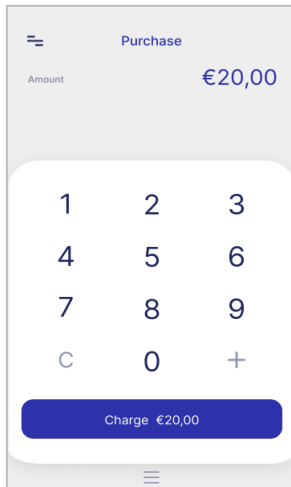 Purchase
Amount €20,00
1 2 3
4 5 6
7 8 9
C 0 +
Charge €20,00